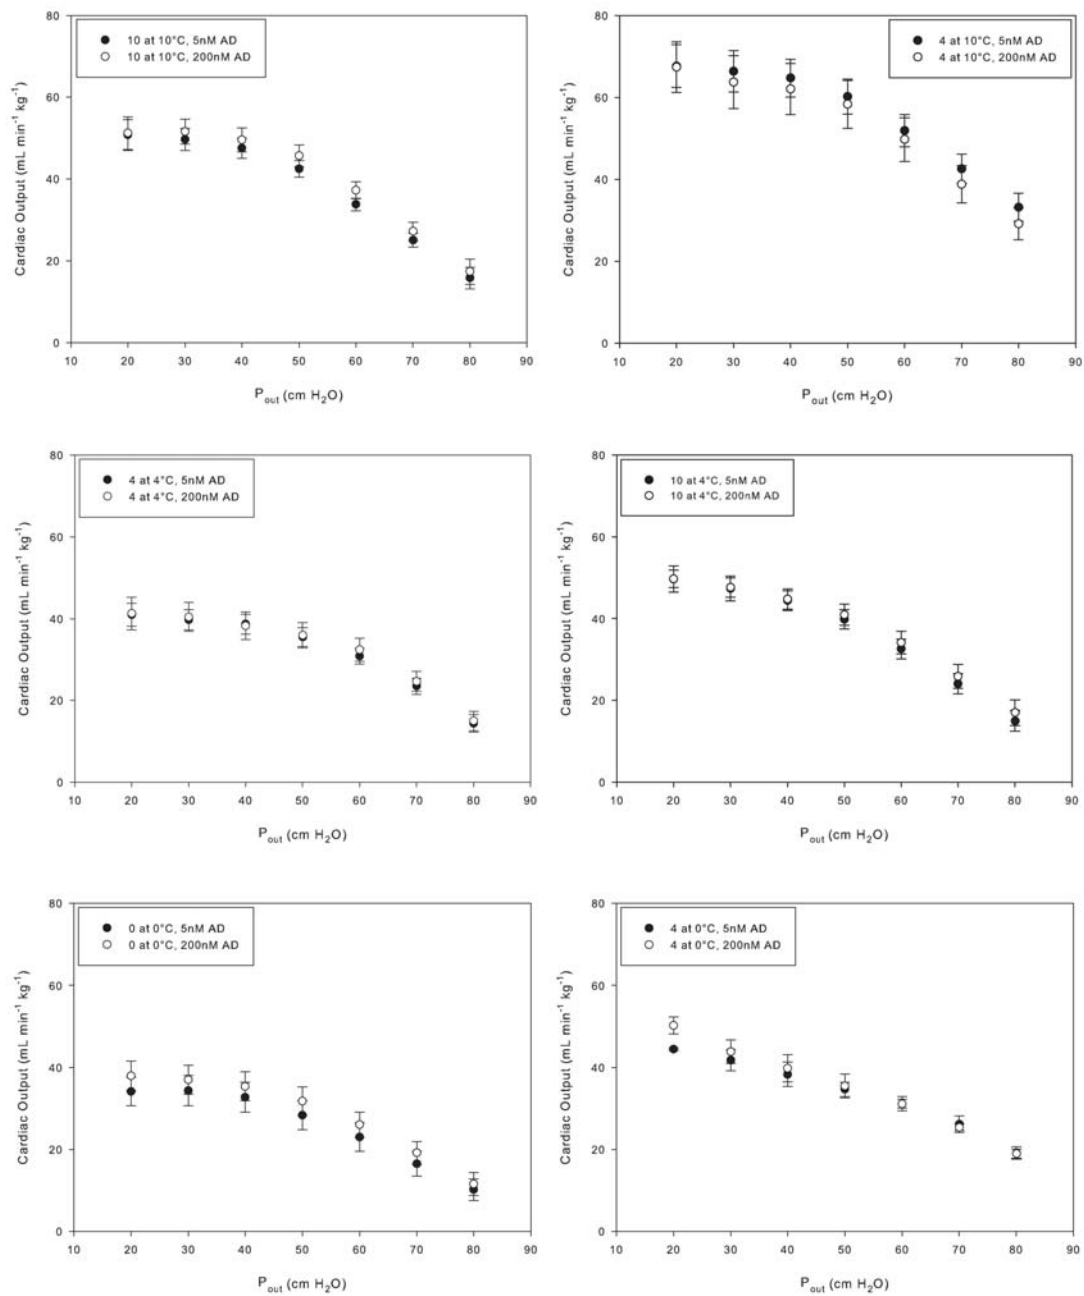 80
60
40
20
0
Cardiac Output (mL min⁻¹ kg⁻¹)
10 at 10°C, 5nM AD
10 at 10°C, 200nM AD
10 20 30 40 50 60 70 80 90
P_out (cm H₂O)
80
60
40
20
0
Cardiac Output (mL min⁻¹ kg⁻¹)
4 at 10°C, 5nM AD
4 at 10°C, 200nM AD
10 20 30 40 50 60 70 80 90
P_out (cm H₂O)
80
60
40
20
0
Cardiac Output (mL min⁻¹ kg⁻¹)
4 at 4°C, 5nM AD
4 at 4°C, 200nM AD
10 20 30 40 50 60 70 80 90
P_out (cm H₂O)
80
60
40
20
0
Cardiac Output (mL min⁻¹ kg⁻¹)
10 at 4°C, 5nM AD
10 at 4°C, 200nM AD
10 20 30 40 50 60 70 80 90
P_out (cm H₂O)
80
60
40
20
0
Cardiac Output (mL min⁻¹ kg⁻¹)
0 at 0°C, 5nM AD
0 at 0°C, 200nM AD
10 20 30 40 50 60 70 80 90
P_out (cm H₂O)
80
60
40
20
0
Cardiac Output (mL min⁻¹ kg⁻¹)
4 at 0°C, 5nM AD
4 at 0°C, 200nM AD
10 20 30 40 50 60 70 80 90
P_out (cm H₂O)